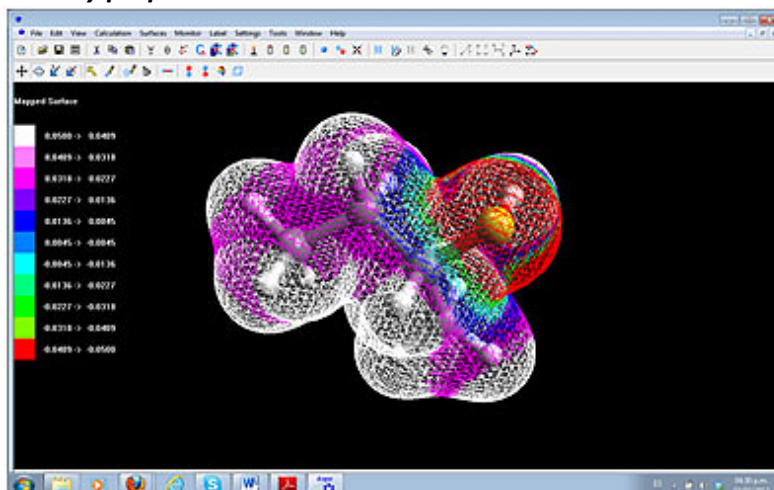 File Edit View Calculation Surfaces Monitor Label Settings Tools Window Help
Mapped Surface
0.0500 -> 0.0409
0.0409 -> 0.0318
0.0318 -> 0.0227
0.0227 -> 0.0136
0.0136 -> 0.0045
0.0045 -> -0.0045
-0.0045 -> -0.0136
-0.0136 -> -0.0227
-0.0227 -> -0.0318
-0.0318 -> -0.0409
-0.0409 -> -0.0500